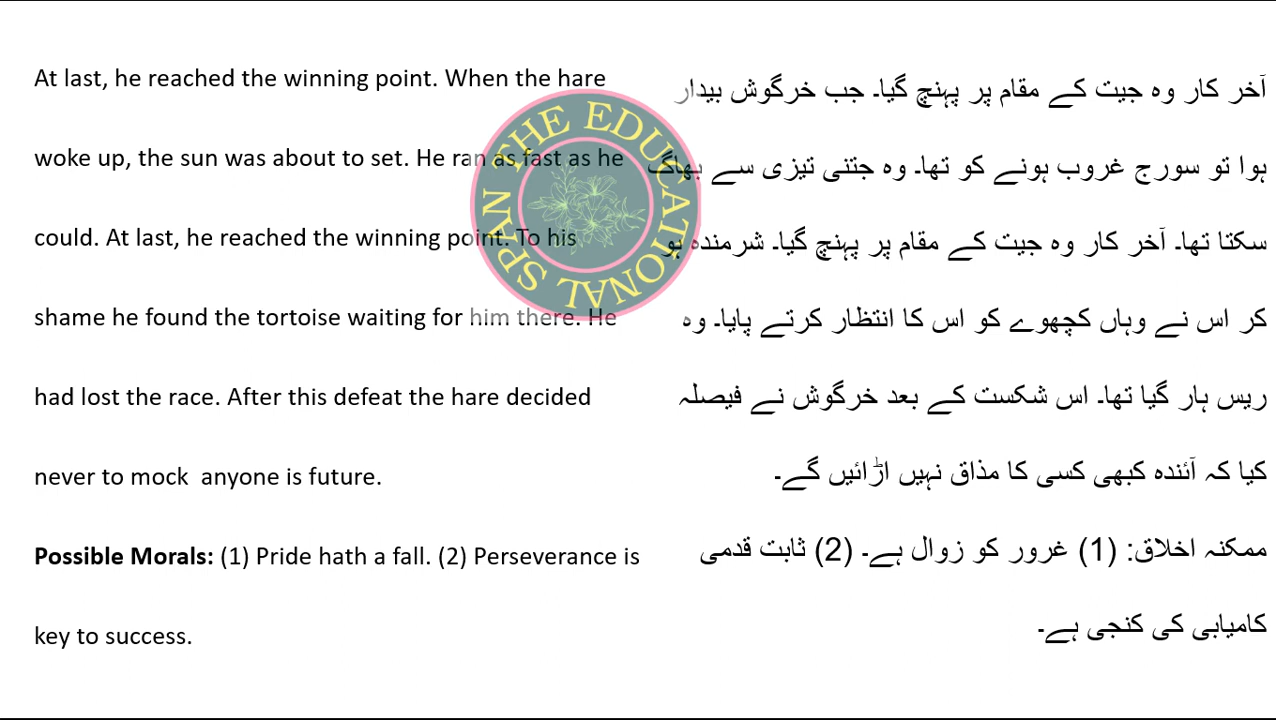 At last, he reached the winning point. When the hare
woke up, the sun was about to set. He ran as fast as he
could. At last, he reached the winning point. To his
shame he found the tortoise waiting for him there. He
had lost the race. After this defeat the hare decided
never to mock  anyone is future.
Possible Morals: (1) Pride hath a fall. (2) Perseverance is
key to success.
آخر کار وہ جیت کے مقام پر پہنچ گیا۔ جب خرگوش بیدار
ہوا تو سورج غروب ہونے کو تھا۔ وہ جتنی تیزی سے بھاگ
سکتا تھا۔ آخر کار وہ جیت کے مقام پر پہنچ گیا۔ شرمندہ ہو
کر اس نے وہاں کچھوے کو اس کا انتظار کرتے پایا۔ وہ
ریس ہار گیا تھا۔ اس شکست کے بعد خرگوش نے فیصلہ
کیا کہ آئندہ کبھی کسی کا مذاق نہیں اڑائیں گے۔
ممکنہ اخلاق: (1) غرور کو زوال ہے۔ (2) ثابت قدمی
کامیابی کی کنجی ہے۔
THE EDUCATIONAL SPAN